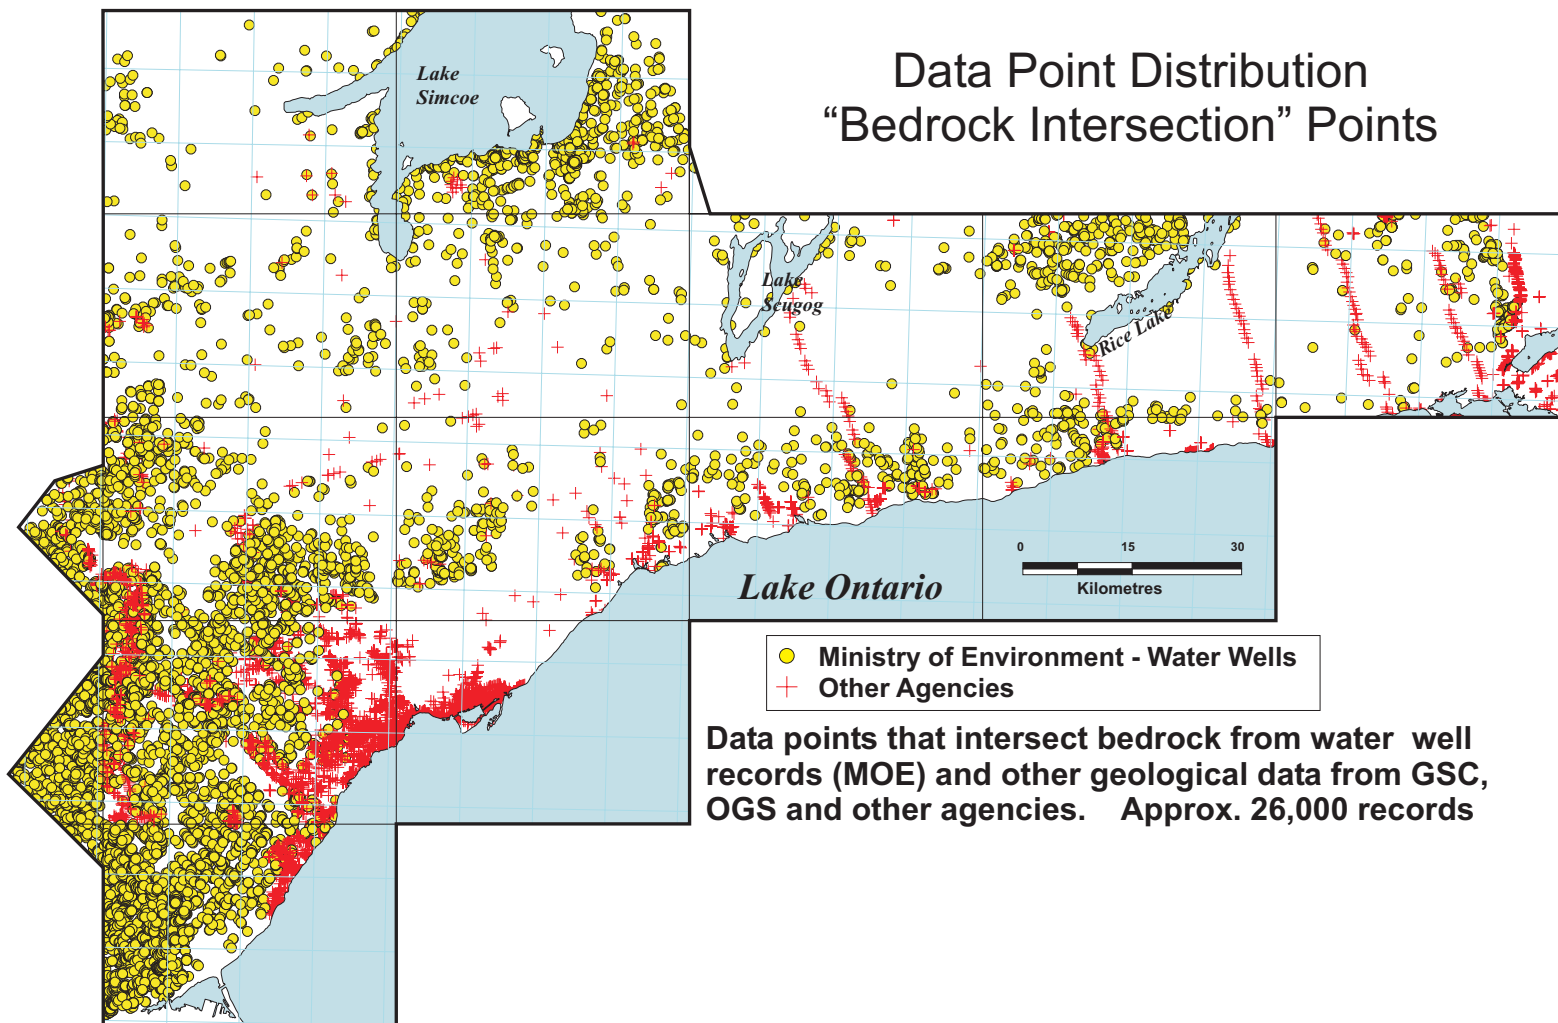 Data Point Distribution
“Bedrock Intersection” Points
Lake
Simcoe
Lake
Scugog
Rice Lake
0 15 30
Kilometres
Lake Ontario
Ministry of Environment - Water Wells
Other Agencies
Data points that intersect bedrock from water well
records (MOE) and other geological data from GSC,
OGS and other agencies. Approx. 26,000 records